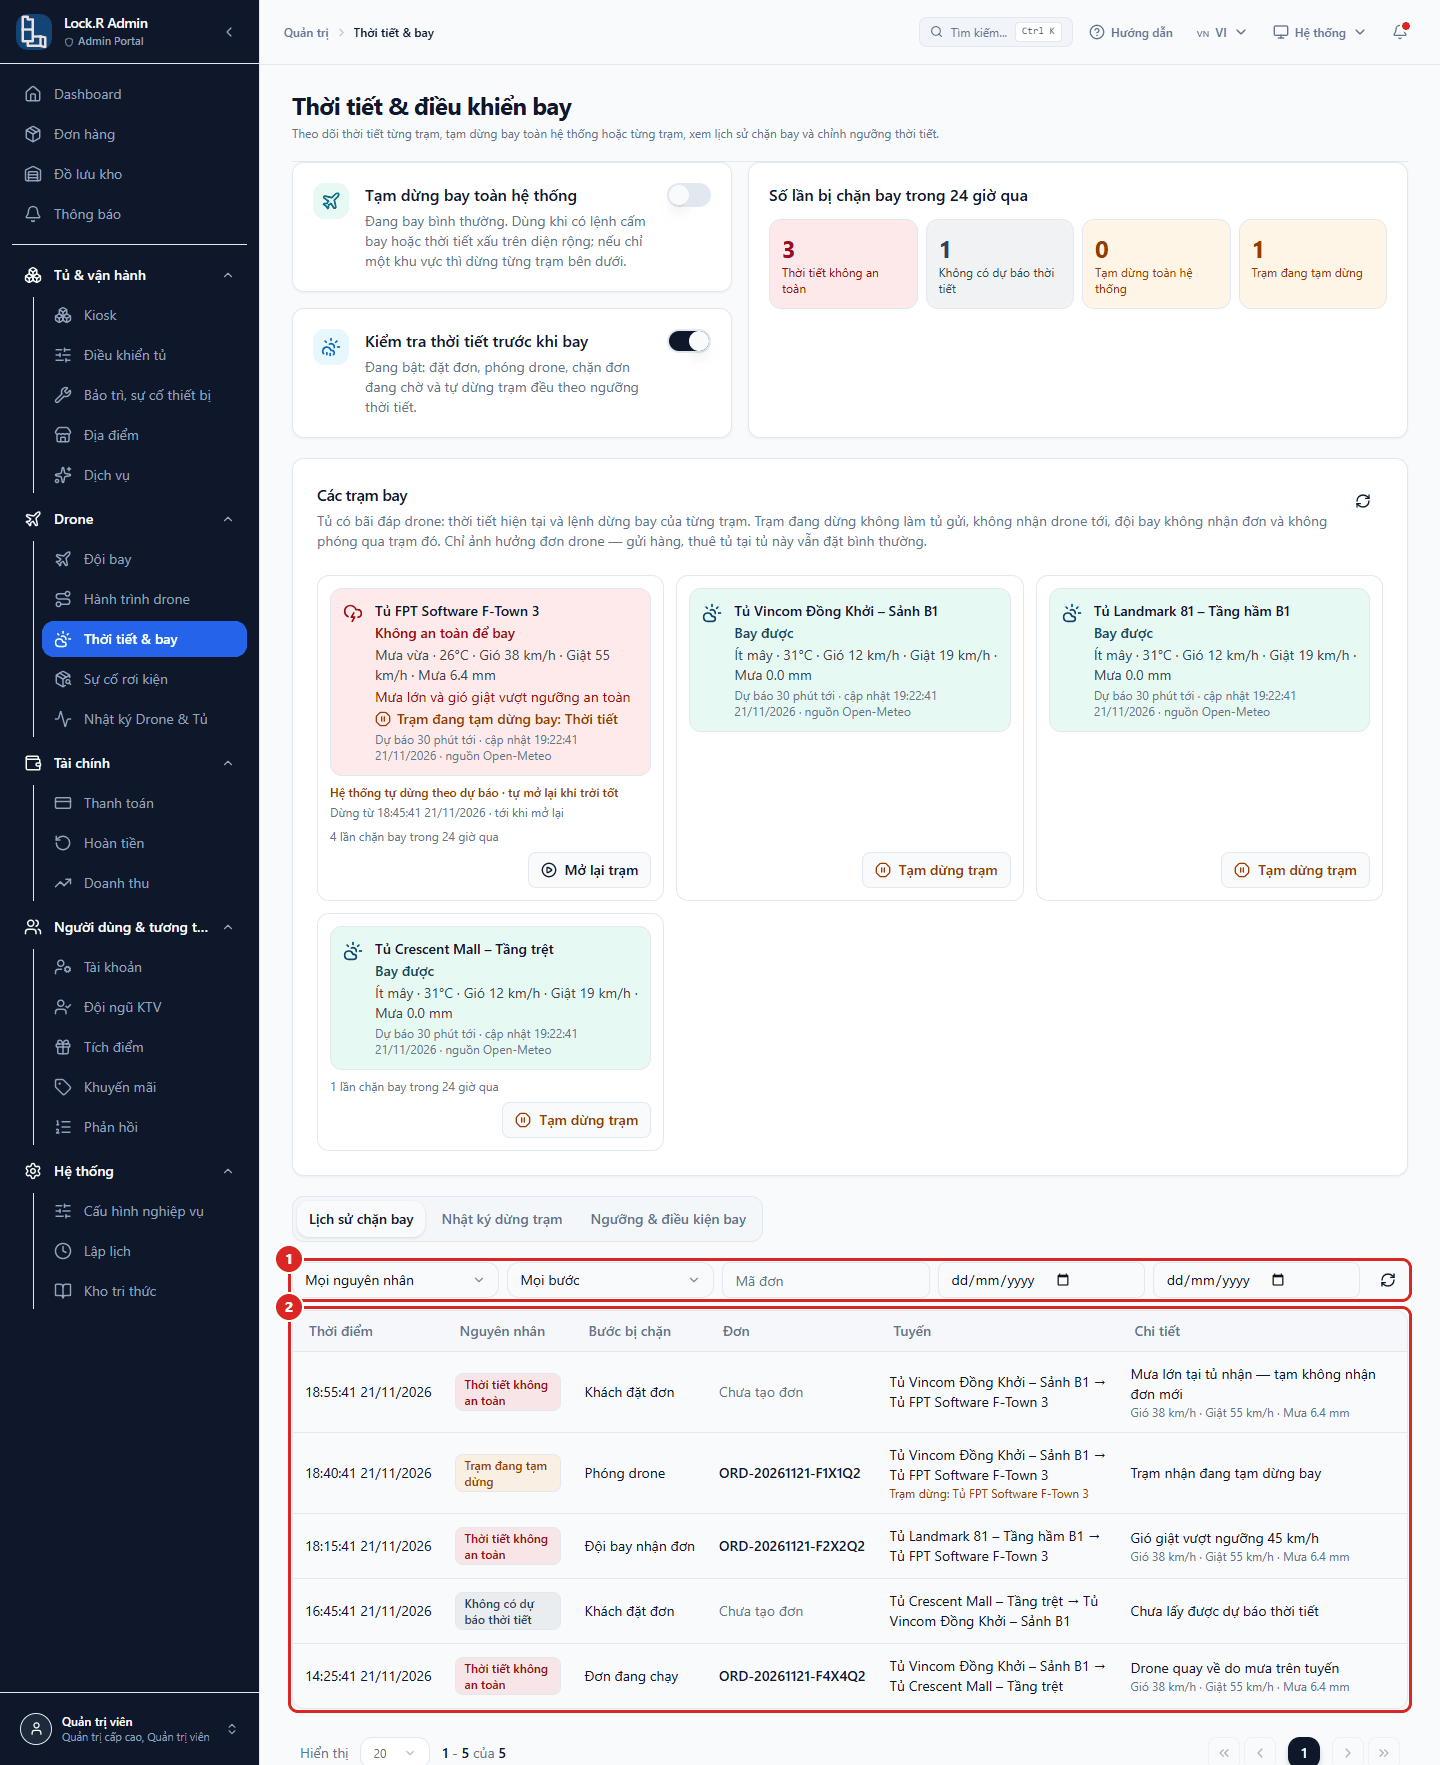 Lock.R Admin
Admin Portal
Dashboard
Đơn hàng
Đồ lưu kho
Thông báo
Tủ & vận hành
Kiosk
Điều khiển tủ
Bảo trì, sự cố thiết bị
Địa điểm
Dịch vụ
Drone
Đội bay
Hành trình drone
Thời tiết & bay
Sự cố rơi kiện
Nhật ký Drone & Tủ
Tài chính
Thanh toán
Hoàn tiền
Doanh thu
Người dùng & tương t...
Tài khoản
Đội ngũ KTV
Tích điểm
Khuyến mãi
Phản hồi
Hệ thống
Cấu hình nghiệp vụ
Lập lịch
Kho tri thức
Quản trị viên
Quản trị cấp cao, Quản trị viên
Quản trị > Thời tiết & bay
Tìm kiếm... Ctrl K
Hướng dẫn
VN VI
Hệ thống
Thời tiết & điều khiển bay
Theo dõi thời tiết từng trạm, tạm dừng bay toàn hệ thống hoặc từng trạm, xem lịch sử chặn bay và chỉnh ngưỡng thời tiết.
Tạm dừng bay toàn hệ thống
Đang bay bình thường. Dùng khi có lệnh cấm
bay hoặc thời tiết xấu trên diện rộng; nếu chỉ
một khu vực thì dừng từng trạm bên dưới.
Kiểm tra thời tiết trước khi bay
Đang bật: đặt đơn, phóng drone, chặn đơn
đang chờ và tự dừng trạm đều theo ngưỡng
thời tiết.
Số lần bị chặn bay trong 24 giờ qua
3
Thời tiết không an
toàn
1
Không có dự báo thời
tiết
0
Tạm dừng toàn hệ
thống
1
Trạm đang tạm dừng
Các trạm bay
Tủ có bãi đáp drone: thời tiết hiện tại và lệnh dừng bay của từng trạm. Trạm đang dừng không làm tủ gửi, không nhận drone tới, đội bay không nhận đơn và không
phóng qua trạm đó. Chỉ ảnh hưởng đơn drone — gửi hàng, thuê tủ tại tủ này vẫn đặt bình thường.
Tủ FPT Software F-Town 3
Không an toàn để bay
Mưa vừa · 26°C · Gió 38 km/h · Giật 55
km/h · Mưa 6.4 mm
Mưa lớn và gió giật vượt ngưỡng an toàn
Trạm đang tạm dừng bay: Thời tiết
Dự báo 30 phút tới · cập nhật 19:22:41
21/11/2026 · nguồn Open-Meteo
Hệ thống tự dừng theo dự báo · tự mở lại khi trời tốt
Dừng từ 18:45:41 21/11/2026 · tới khi mở lại
4 lần chặn bay trong 24 giờ qua
Mở lại trạm
Tủ Vincom Đồng Khởi – Sảnh B1
Bay được
Ít mây · 31°C · Gió 12 km/h · Giật 19 km/h ·
Mưa 0.0 mm
Dự báo 30 phút tới · cập nhật 19:22:41
21/11/2026 · nguồn Open-Meteo
Tạm dừng trạm
Tủ Landmark 81 – Tầng hầm B1
Bay được
Ít mây · 31°C · Gió 12 km/h · Giật 19 km/h ·
Mưa 0.0 mm
Dự báo 30 phút tới · cập nhật 19:22:41
21/11/2026 · nguồn Open-Meteo
Tạm dừng trạm
Tủ Crescent Mall – Tầng trệt
Bay được
Ít mây · 31°C · Gió 12 km/h · Giật 19 km/h ·
Mưa 0.0 mm
Dự báo 30 phút tới · cập nhật 19:22:41
21/11/2026 · nguồn Open-Meteo
1 lần chặn bay trong 24 giờ qua
Tạm dừng trạm
Lịch sử chặn bay
Nhật ký dừng trạm
Ngưỡng & điều kiện bay
1
Mọi nguyên nhân
Mọi bước
Mã đơn
dd/mm/yyyy
dd/mm/yyyy
2
Thời điểm Nguyên nhân Bước bị chặn Đơn Tuyến Chi tiết
18:55:41 21/11/2026
Thời tiết không
an toàn
Khách đặt đơn
Chưa tạo đơn
Tủ Vincom Đồng Khởi – Sảnh B1 →
Tủ FPT Software F-Town 3
Mưa lớn tại tủ nhận — tạm không nhận
đơn mới
Gió 38 km/h · Giật 55 km/h · Mưa 6.4 mm
18:40:41 21/11/2026
Trạm đang tạm
dừng
Phóng drone
ORD-20261121-F1X1Q2
Tủ Vincom Đồng Khởi – Sảnh B1 →
Tủ FPT Software F-Town 3
Trạm dừng: Tủ FPT Software F-Town 3
Trạm nhận đang tạm dừng bay
18:15:41 21/11/2026
Thời tiết không
an toàn
Đội bay nhận đơn
ORD-20261121-F2X2Q2
Tủ Landmark 81 – Tầng hầm B1 →
Tủ FPT Software F-Town 3
Gió giật vượt ngưỡng 45 km/h
Gió 38 km/h · Giật 55 km/h · Mưa 6.4 mm
16:45:41 21/11/2026
Không có dự
báo thời tiết
Khách đặt đơn
Chưa tạo đơn
Tủ Crescent Mall – Tầng trệt → Tủ
Vincom Đồng Khởi – Sảnh B1
Chưa lấy được dự báo thời tiết
14:25:41 21/11/2026
Thời tiết không
an toàn
Đơn đang chạy
ORD-20261121-F4X4Q2
Tủ Vincom Đồng Khởi – Sảnh B1 →
Tủ Crescent Mall – Tầng trệt
Drone quay về do mưa trên tuyến
Gió 38 km/h · Giật 55 km/h · Mưa 6.4 mm
Hiển thị 20 1 - 5 của 5
« ‹ 1 › »